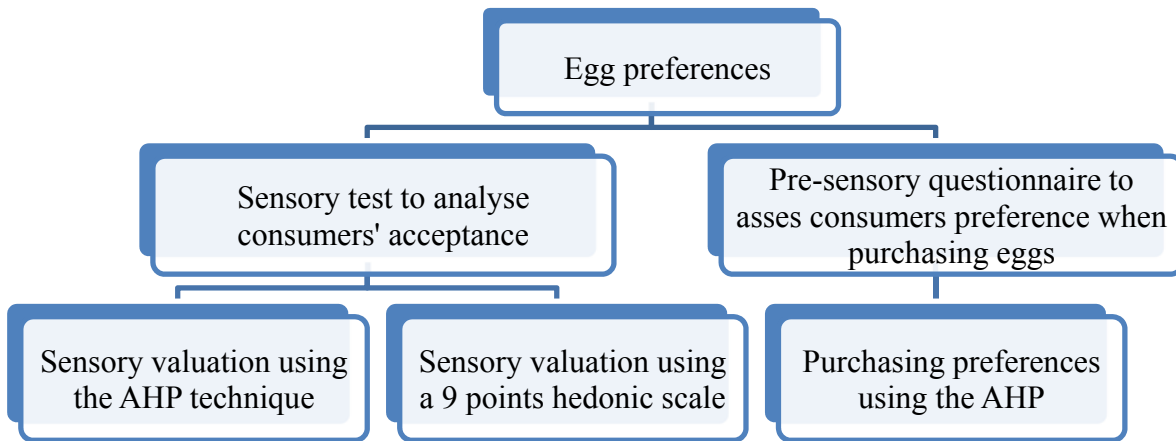 Egg preferences
Sensory test to analyse
consumers' acceptance
Pre-sensory questionnaire to
asses consumers preference when
purchasing eggs
Sensory valuation using
the AHP technique
Sensory valuation using
a 9 points hedonic scale
Purchasing preferences
using the AHP